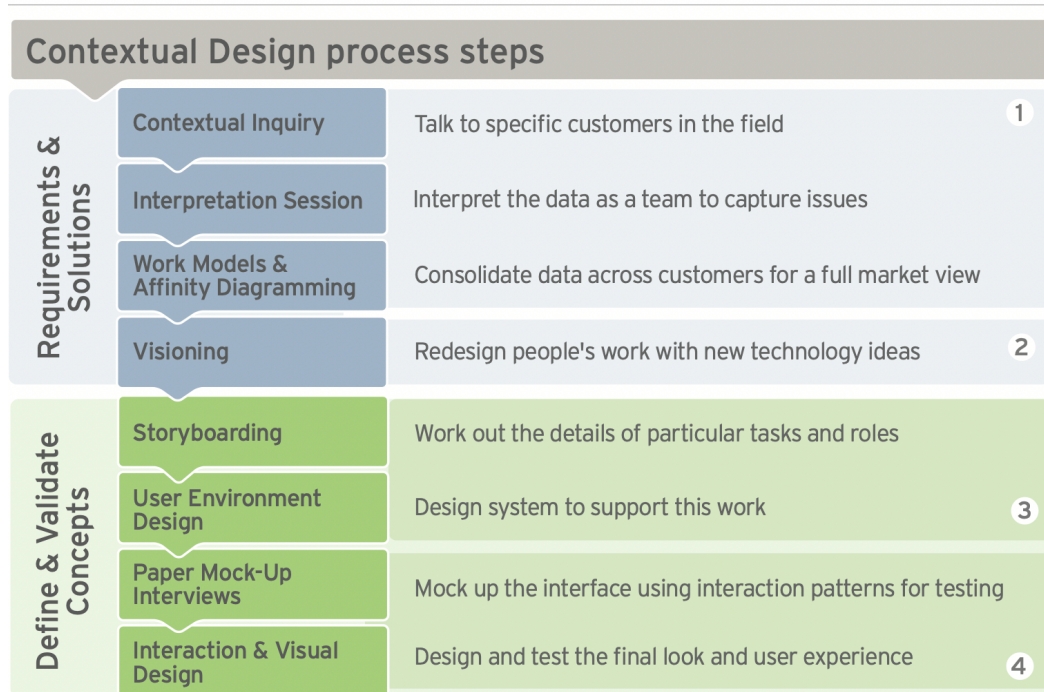 Contextual Design process steps
Requirements &
Solutions
Contextual Inquiry
Talk to specific customers in the field
1
Interpretation Session
Interpret the data as a team to capture issues
Work Models &
Affinity Diagramming
Consolidate data across customers for a full market view
Visioning
Redesign people's work with new technology ideas
2
Define & Validate
Concepts
Storyboarding
Work out the details of particular tasks and roles
User Environment
Design
Design system to support this work
3
Paper Mock-Up
Interviews
Mock up the interface using interaction patterns for testing
Interaction & Visual
Design
Design and test the final look and user experience
4